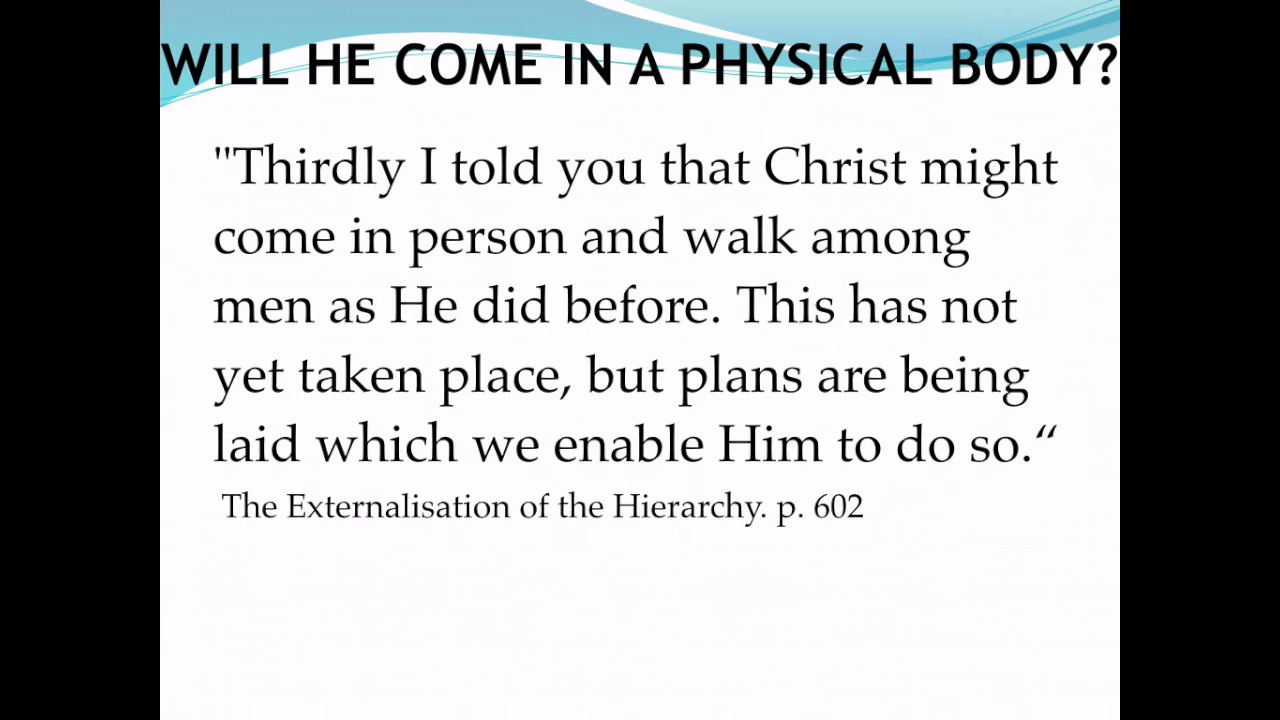 WILL HE COME IN A PHYSICAL BODY?
"Thirdly I told you that Christ might
come in person and walk among
men as He did before. This has not
yet taken place, but plans are being
laid which we enable Him to do so.“
The Externalisation of the Hierarchy. p. 602